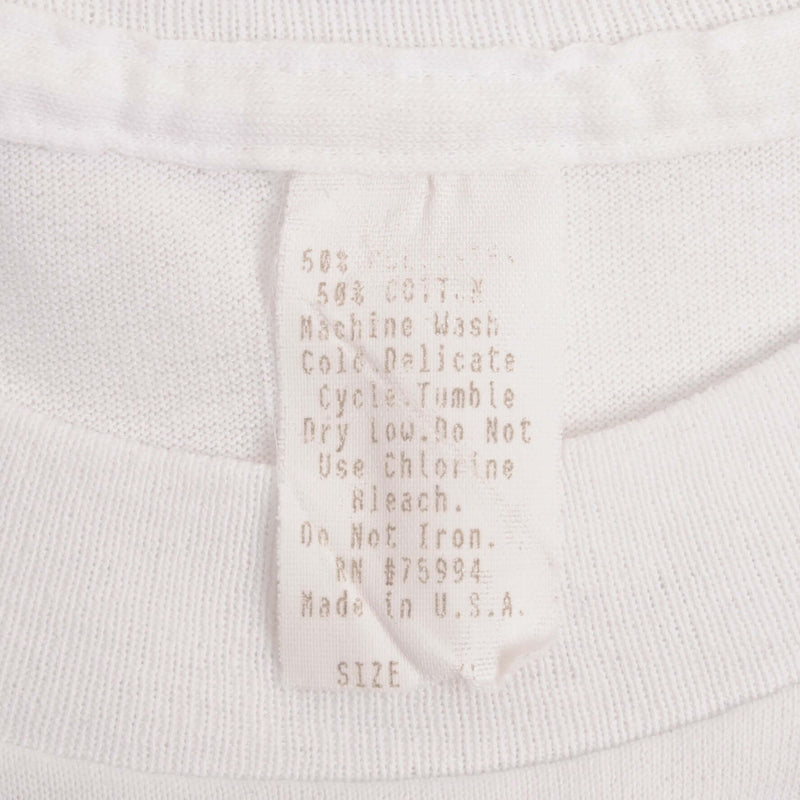 50% POLYESTER
50% COTTON
Machine Wash
Cold.Delicate
Cycle.Tumble
Dry Low.Do Not
Use Chlorine
Bleach.
Do Not Iron.
RN #75994
Made in U.S.A.
SIZE